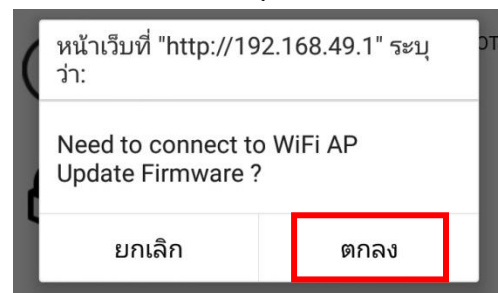 หน้าเว็บที่ "http://192.168.49.1" ระบุ
ว่า:
Need to connect to WiFi AP
Update Firmware ?
ยกเลิก
ตกลง